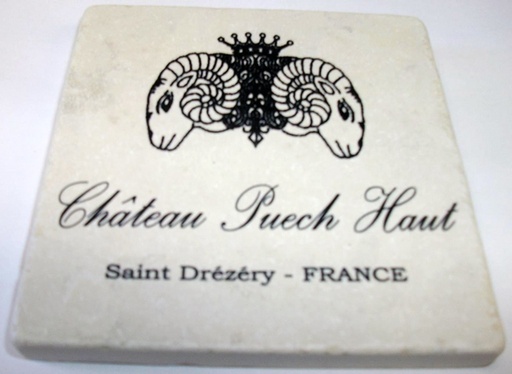 Château Puech Haut
Saint Drézéry - FRANCE